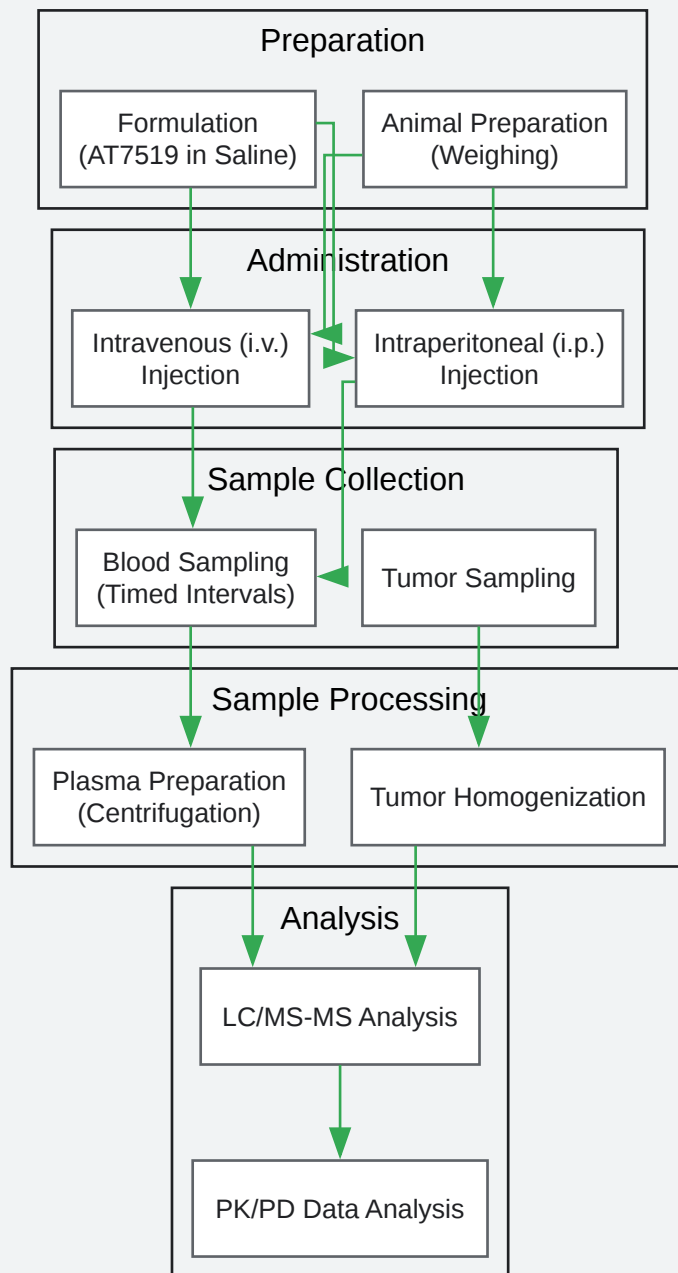 Preparation
Formulation
(AT7519 in Saline)
Animal Preparation
(Weighing)
Administration
Intravenous (i.v.)
Injection
Intraperitoneal (i.p.)
Injection
Sample Collection
Blood Sampling
(Timed Intervals)
Tumor Sampling
Sample Processing
Plasma Preparation
(Centrifugation)
Tumor Homogenization
Analysis
LC/MS-MS Analysis
PK/PD Data Analysis